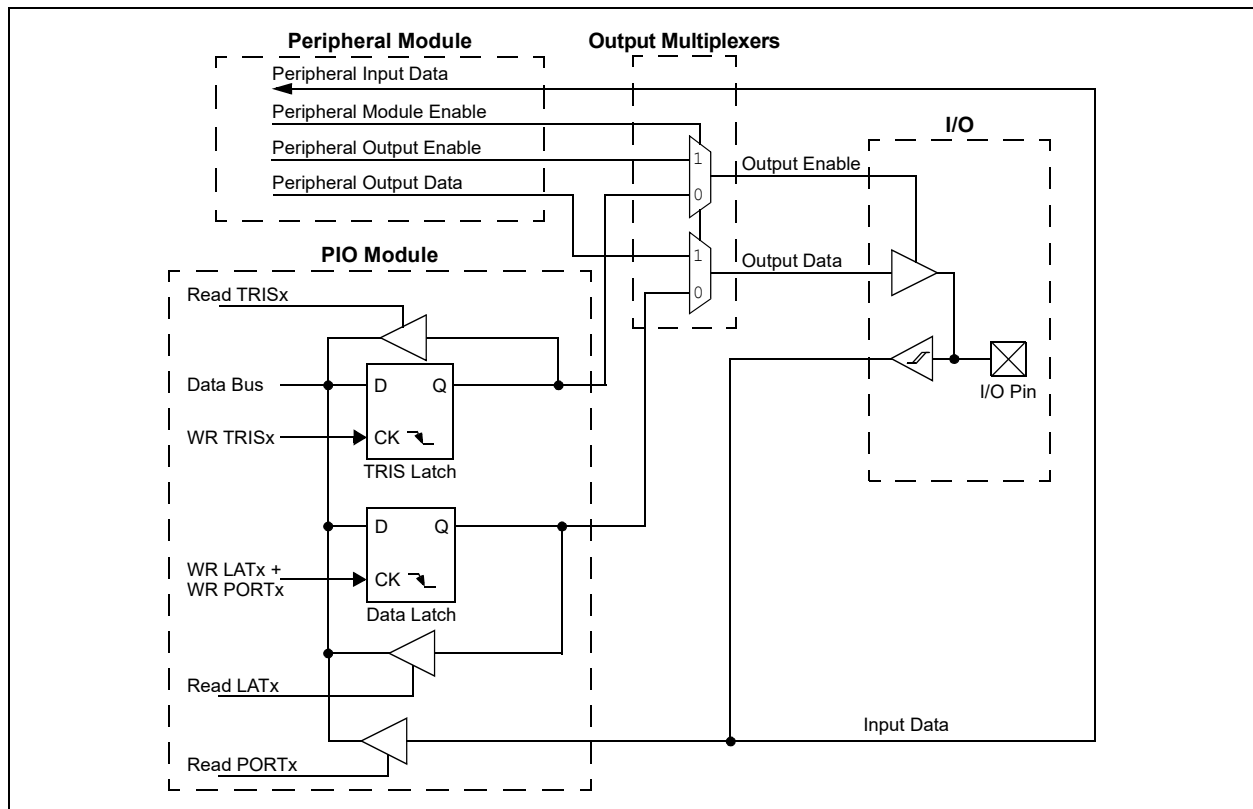 Peripheral Module
Output Multiplexers
Peripheral Input Data
Peripheral Module Enable
Peripheral Output Enable
Peripheral Output Data
1
0
1
0
Output Enable
Output Data
I/O
I/O Pin
PIO Module
Read TRISx
Data Bus
D
Q
WR TRISx
CK
TRIS Latch
D
Q
WR LATx +
WR PORTx
CK
Data Latch
Read LATx
Input Data
Read PORTx